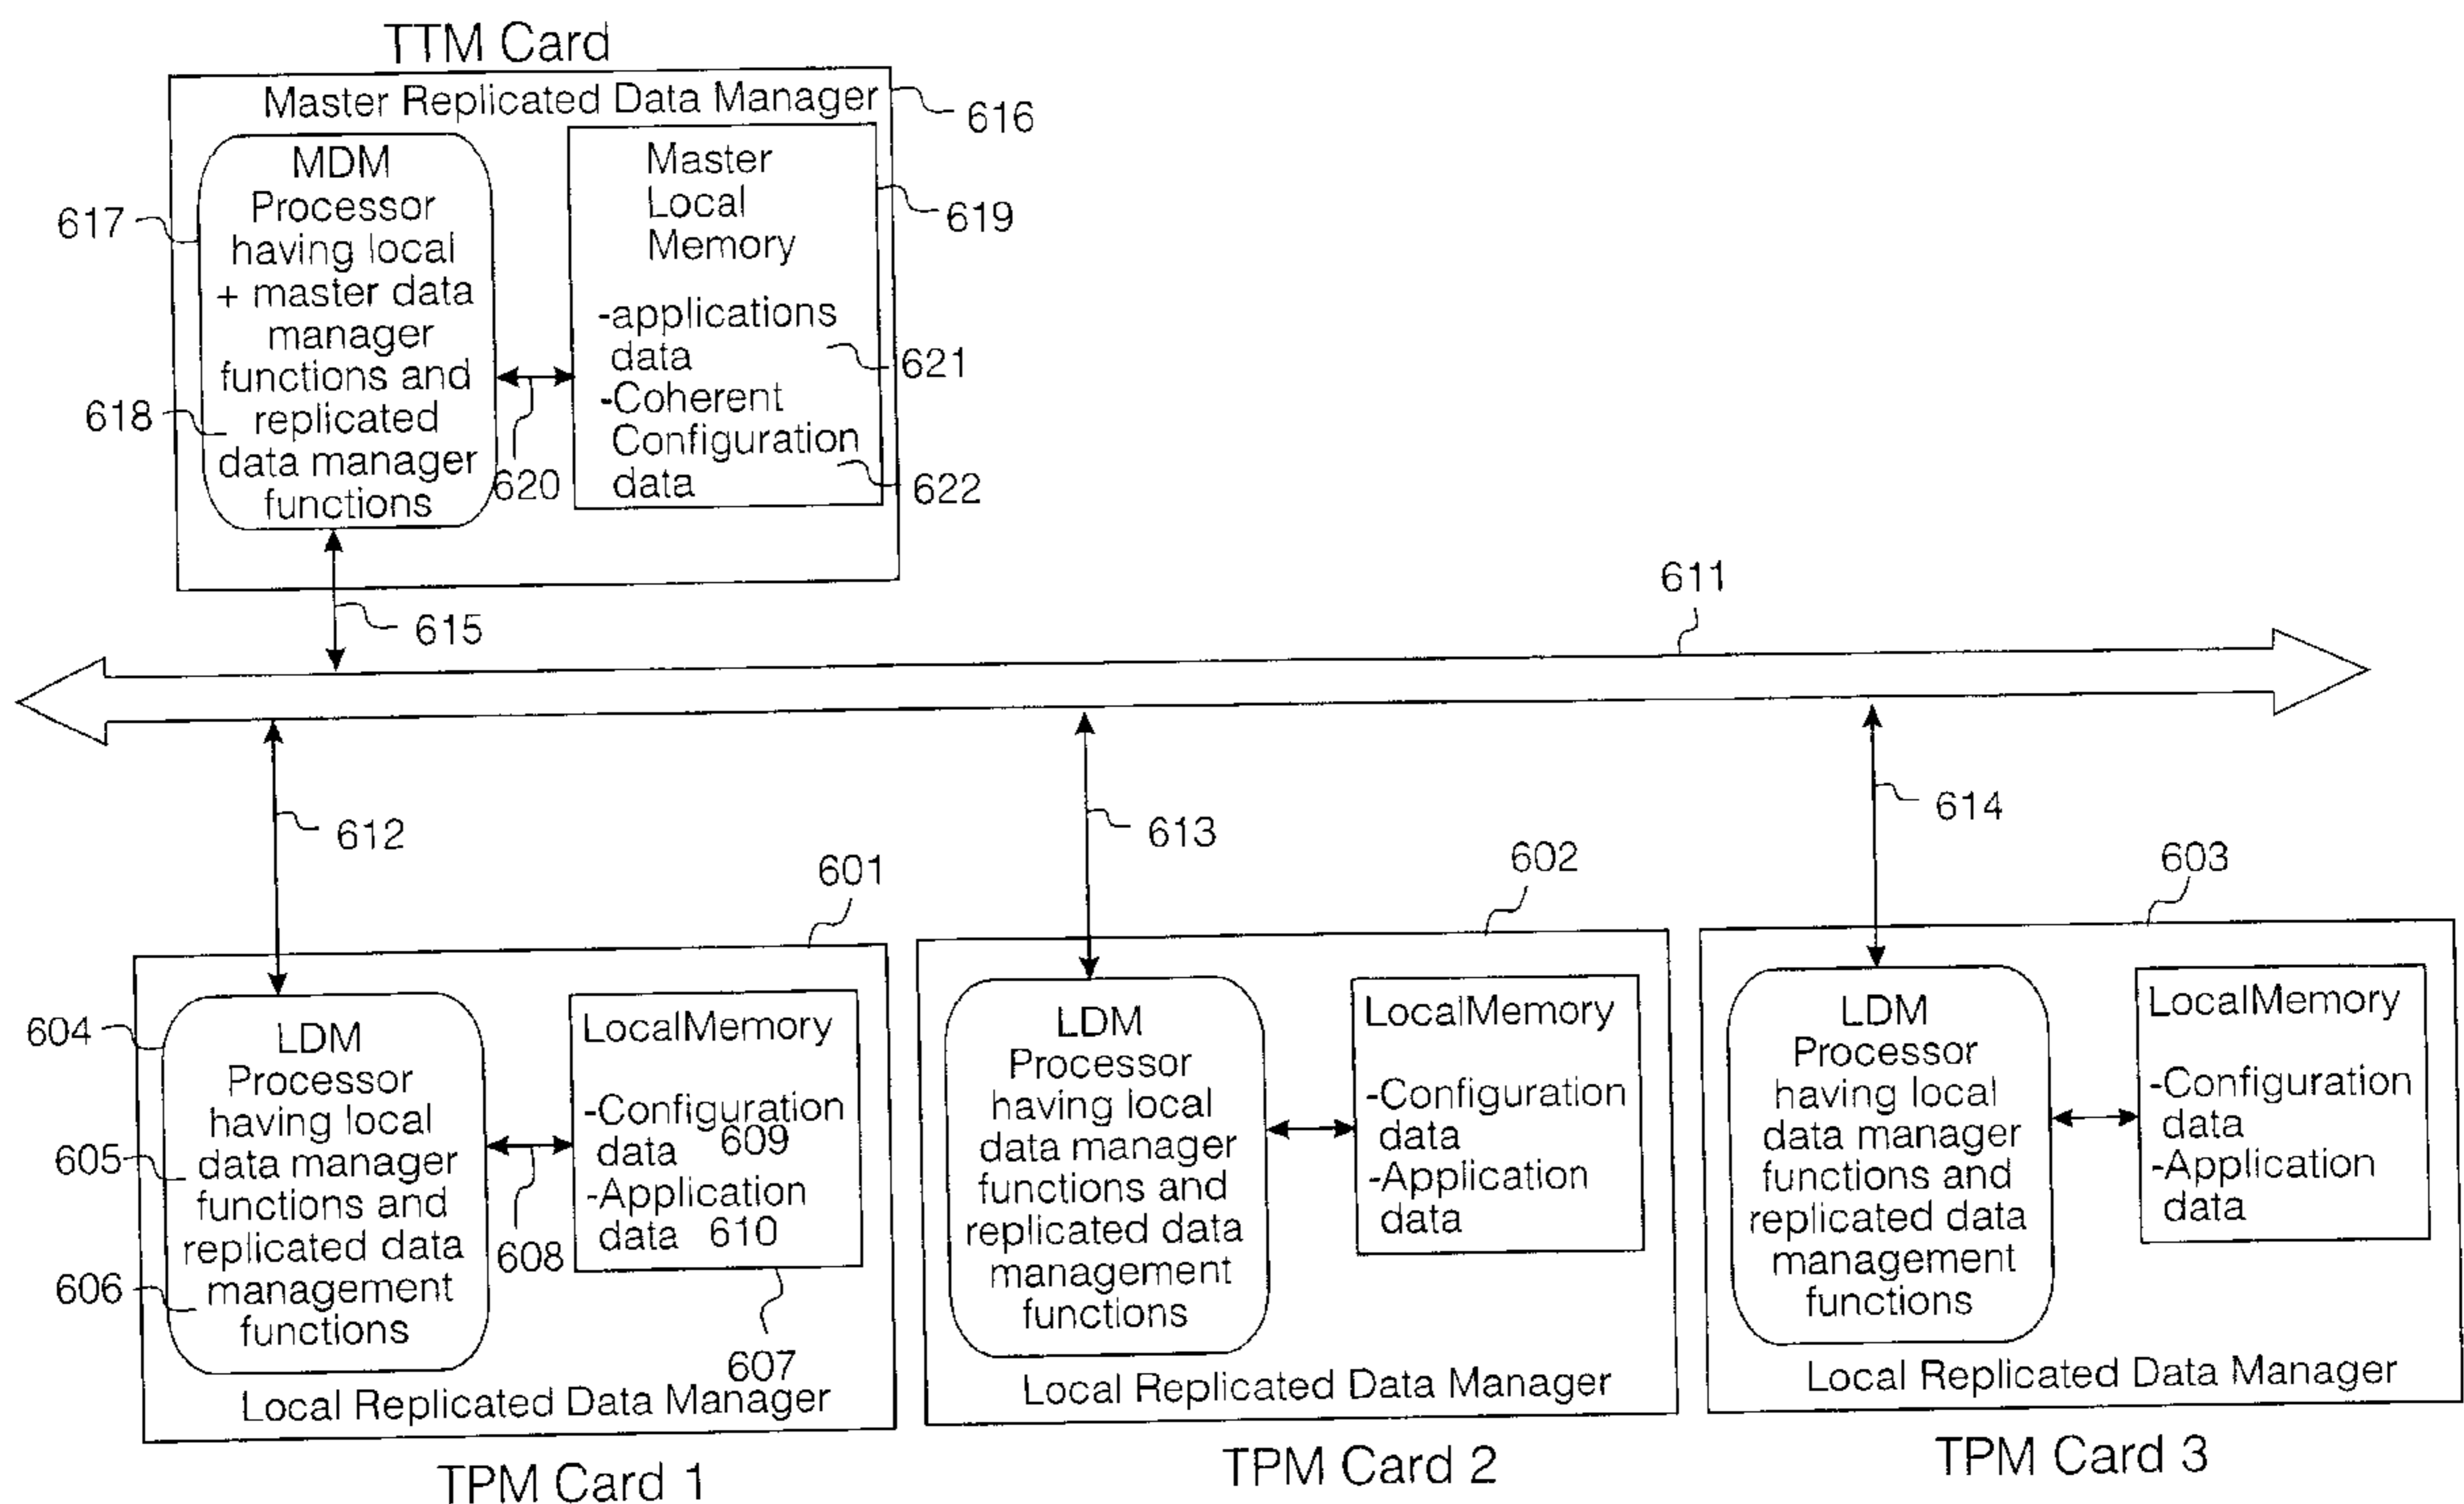 TTM Card
Master Replicated Data Manager
616
MDM
Processor
having local
+ master data
manager
functions and
replicated
data manager
functions
617
618
620
Master
Local
Memory
-applications
data
-Coherent
Configuration
data
619
621
622
615
611
612
613
614
601
602
603
604
605
606
LDM
Processor
having local
data manager
functions and
replicated data
management
functions
608
LocalMemory
-Configuration
data 609
-Application
data 610
607
Local Replicated Data Manager
TPM Card 1
LDM
Processor
having local
data manager
functions and
replicated data
management
functions
LocalMemory
-Configuration
data
-Application
data
Local Replicated Data Manager
TPM Card 2
LDM
Processor
having local
data manager
functions and
replicated data
management
functions
LocalMemory
-Configuration
data
-Application
data
Local Replicated Data Manager
TPM Card 3